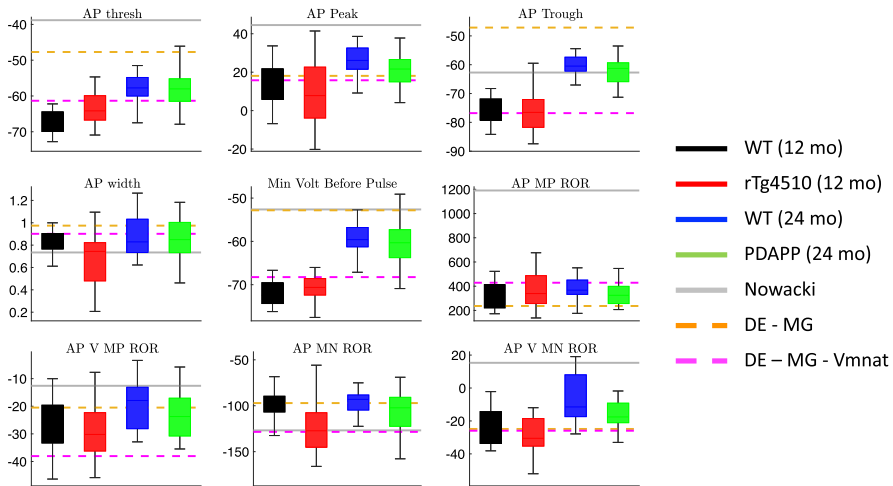 AP thresh
-40
-50
-60
-70
AP Peak
40
20
0
-20
AP Trough
-50
-60
-70
-80
-90
AP width
1.2
1
0.8
0.6
0.4
0.2
Min Volt Before Pulse
-50
-60
-70
AP MP ROR
1200
1000
800
600
400
200
AP V MP ROR
-10
-20
-30
-40
AP MN ROR
-50
-100
-150
AP V MN ROR
20
0
-20
-40
WT (12 mo)
rTg4510 (12 mo)
WT (24 mo)
PDAPP (24 mo)
Nowacki
DE - MG
DE – MG - Vmnat